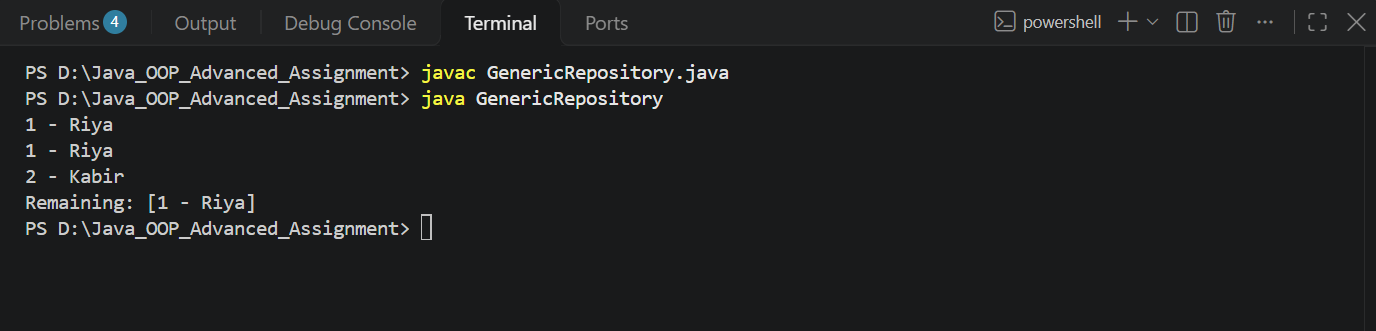 Problems 4 Output Debug Console Terminal Ports powershell
PS D:\Java_OOP_Advanced_Assignment> javac GenericRepository.java
PS D:\Java_OOP_Advanced_Assignment> java GenericRepository
1 - Riya
1 - Riya
2 - Kabir
Remaining: [1 - Riya]
PS D:\Java_OOP_Advanced_Assignment>